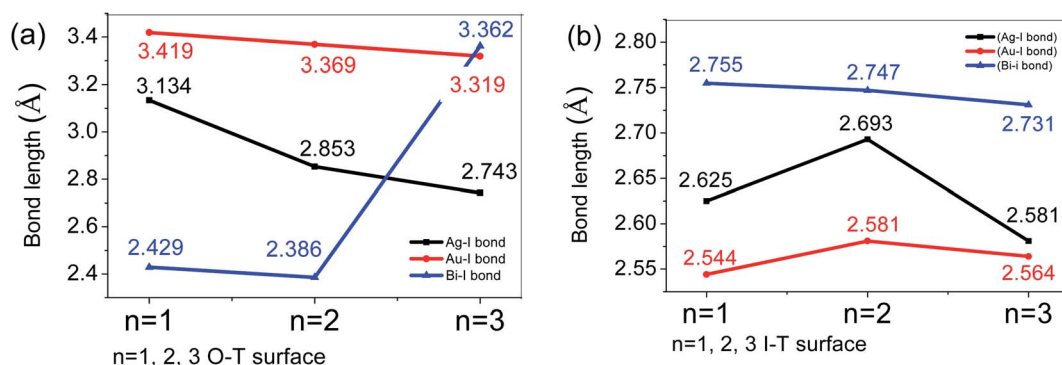 (a)
Bond length (Å)
3.4
3.2
3.0
2.8
2.6
2.4
3.419
3.369
3.362
3.319
3.134
2.853
2.743
2.429
2.386
Ag-I bond
Au-I bond
Bi-I bond
n=1 n=2 n=3
n=1, 2, 3 O-T surface
(b)
Bond length (Å)
2.80
2.75
2.70
2.65
2.60
2.55
(Ag-I bond)
(Au-I bond)
(Bi-i bond)
2.755
2.747
2.731
2.693
2.625
2.581
2.581
2.544
2.564
n=1 n=2 n=3
n=1, 2, 3 I-T surface